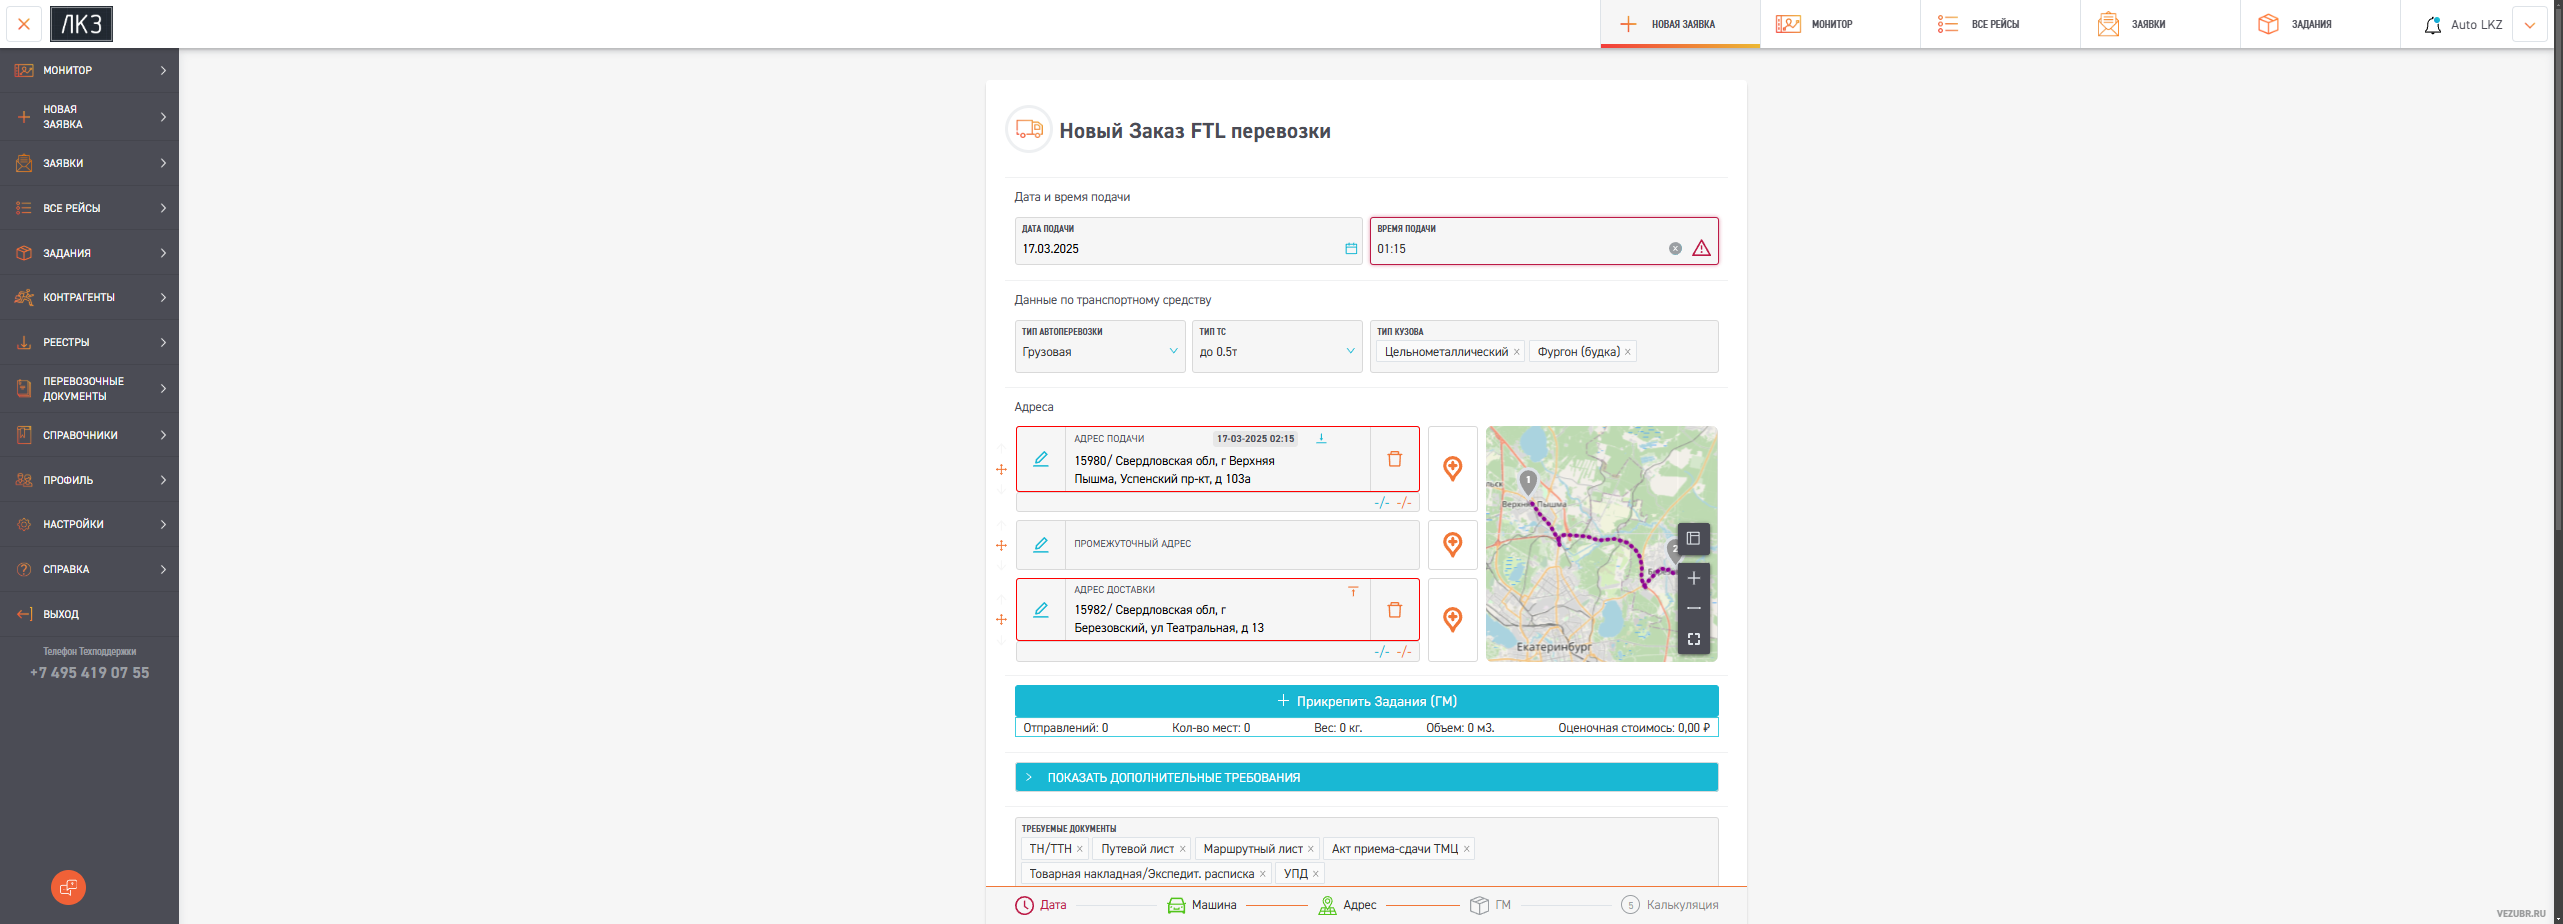 ЛКЗ
НОВАЯ ЗАЯВКА
МОНИТОР
ВСЕ РЕЙСЫ
ЗАЯВКИ
ЗАДАНИЯ
Auto LKZ
МОНИТОР
НОВАЯ
ЗАЯВКА
ЗАЯВКИ
ВСЕ РЕЙСЫ
ЗАДАНИЯ
КОНТРАГЕНТЫ
РЕЕСТРЫ
ПЕРЕВОЗОЧНЫЕ
ДОКУМЕНТЫ
СПРАВОЧНИКИ
ПРОФИЛЬ
НАСТРОЙКИ
СПРАВКА
ВЫХОД
Телефон Техподдержки
+7 495 419 07 55
Новый Заказ FTL перевозки
Дата и время подачи
ДАТА ПОДАЧИ
17.03.2025
ВРЕМЯ ПОДАЧИ
01:15
Данные по транспортному средству
ТИП АВТОПЕРЕВОЗКИ
Грузовая
ТИП ТС
до 0.5т
ТИП КУЗОВА
Цельнометаллический ×
Фургон (будка) ×
Адреса
АДРЕС ПОДАЧИ 17-03-2025 02:15
15980/ Свердловская обл, г Верхняя
Пышма, Успенский пр-кт, д 103а
-/- -/-
ПРОМЕЖУТОЧНЫЙ АДРЕС
АДРЕС ДОСТАВКИ
15982/ Свердловская обл, г
Березовский, ул Театральная, д 13
-/- -/-
1
Верхняя Пышма
2
Екатеринбург
+ Прикрепить Задания (ГМ)
Отправлений: 0 Кол-во мест: 0 Вес: 0 кг. Объем: 0 м3. Оценочная стоимось: 0,00 ₽
ПОКАЗАТЬ ДОПОЛНИТЕЛЬНЫЕ ТРЕБОВАНИЯ
ТРЕБУЕМЫЕ ДОКУМЕНТЫ
ТН/ТТН × Путевой лист × Маршрутный лист × Акт приема-сдачи ТМЦ ×
Товарная накладная/Экспедит. расписка × УПД ×
Дата Машина Адрес ГМ 5 Калькуляция
VEZUBR.RU